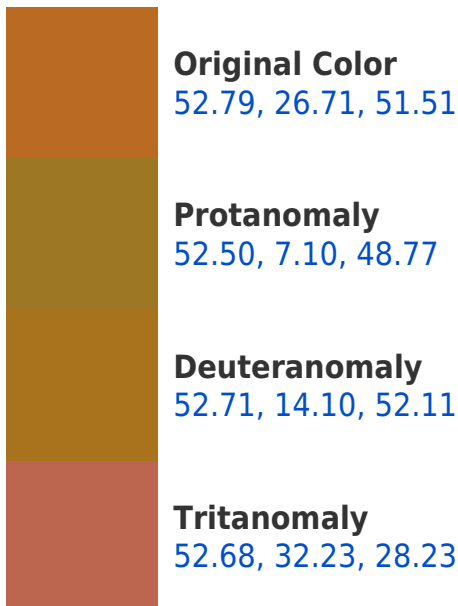 Original Color
52.79, 26.71, 51.51
Protanomaly
52.50, 7.10, 48.77
Deuteranomaly
52.71, 14.10, 52.11
Tritanomaly
52.68, 32.23, 28.23